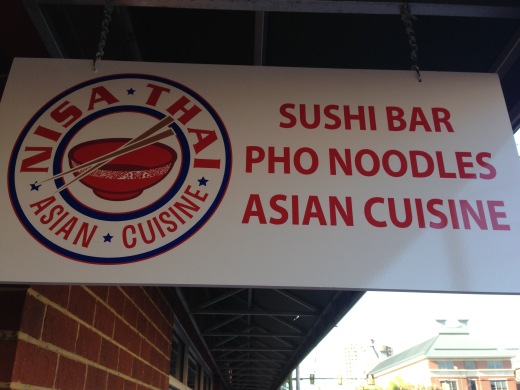 NISA THAI
ASIAN CUISINE
SUSHI BAR
PHO NOODLES
ASIAN CUISINE